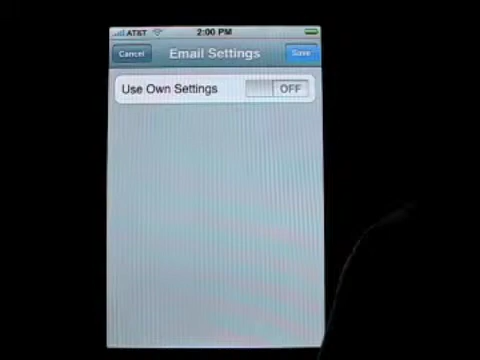 AT&T 2:00 PM
Cancel Email Settings Save
Use Own Settings OFF